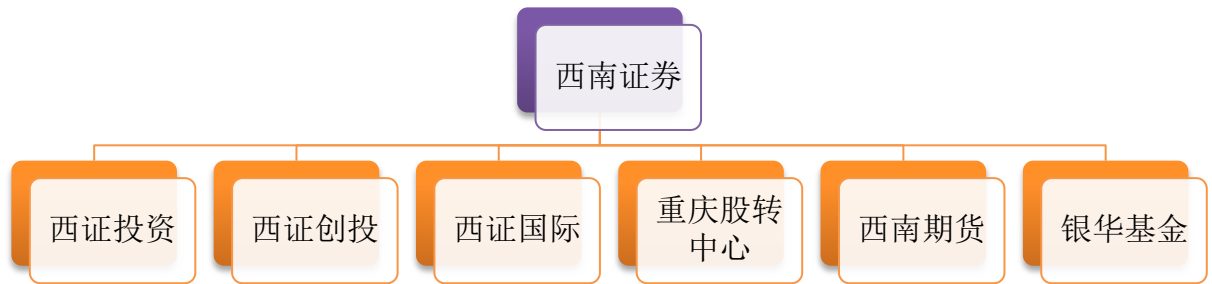 西南证券
西证投资
西证创投
西证国际
重庆股转
中心
西南期货
银华基金